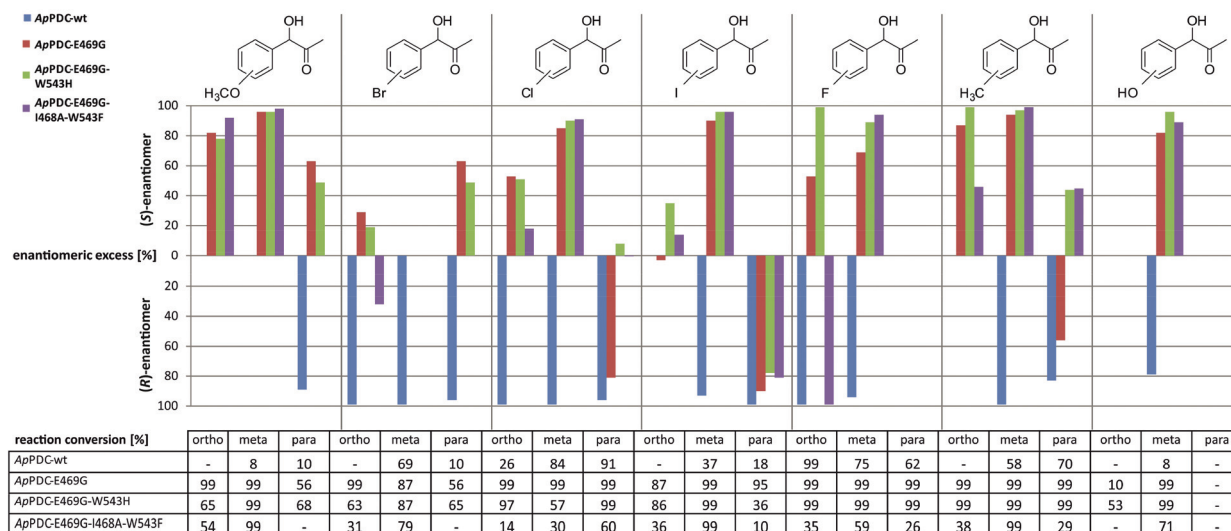 ApPDC-wt
ApPDC-E469G
ApPDC-E469G-
W543H
ApPDC-E469G-
I468A-W543F
OH
O
H₃CO
OH
O
Br
OH
O
Cl
OH
O
I
OH
O
F
OH
O
H₃C
OH
O
HO
100
80
60
40
20
enantiomeric excess [%] 0
20
40
60
80
100
(S)-enantiomer
(R)-enantiomer
reaction conversion [%] ortho meta para ortho meta para ortho meta para ortho meta para ortho meta para ortho meta para ortho meta para
ApPDC-wt - 8 10 - 69 10 26 84 91 - 37 18 99 75 62 - 58 70 - 8 -
ApPDC-E469G 99 99 56 99 87 56 99 99 99 87 99 95 99 99 99 99 99 99 10 99 -
ApPDC-E469G-W543H 65 99 68 63 87 65 97 57 99 86 99 36 99 99 99 99 99 99 53 99 -
ApPDC-E469G-I468A-W543F 54 99 - 31 79 - 14 30 60 36 99 10 35 59 26 38 99 29 - 71 -